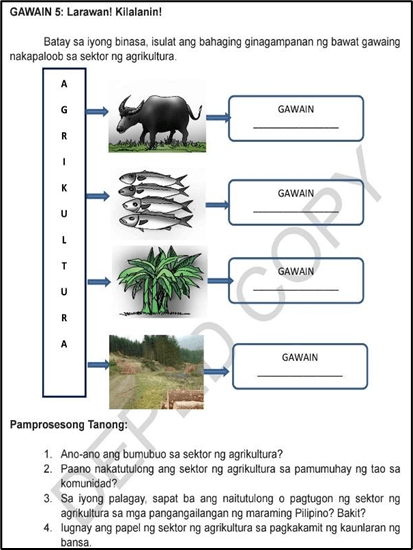 GAWAIN 5: Larawan! Kilalanin!
Batay sa iyong binasa, isulat ang bahaging ginagampanan ng bawat gawaing
nakapaloob sa sektor ng agrikultura.
A
G
R
I
K
U
L
T
U
R
A
GAWAIN
GAWAIN
GAWAIN
GAWAIN
DEPED COPY
Pamprosesong Tanong:
1. Ano-ano ang bumubuo sa sektor ng agrikultura?
2. Paano nakatutulong ang sektor ng agrikultura sa pamumuhay ng tao sa
komunidad?
3. Sa iyong palagay, sapat ba ang naitutulong o pagtugon ng sektor ng
agrikultura sa mga pangangailangan ng maraming Pilipino? Bakit?
4. Iugnay ang papel ng sektor ng agrikultura sa pagkakamit ng kaunlaran ng
bansa.